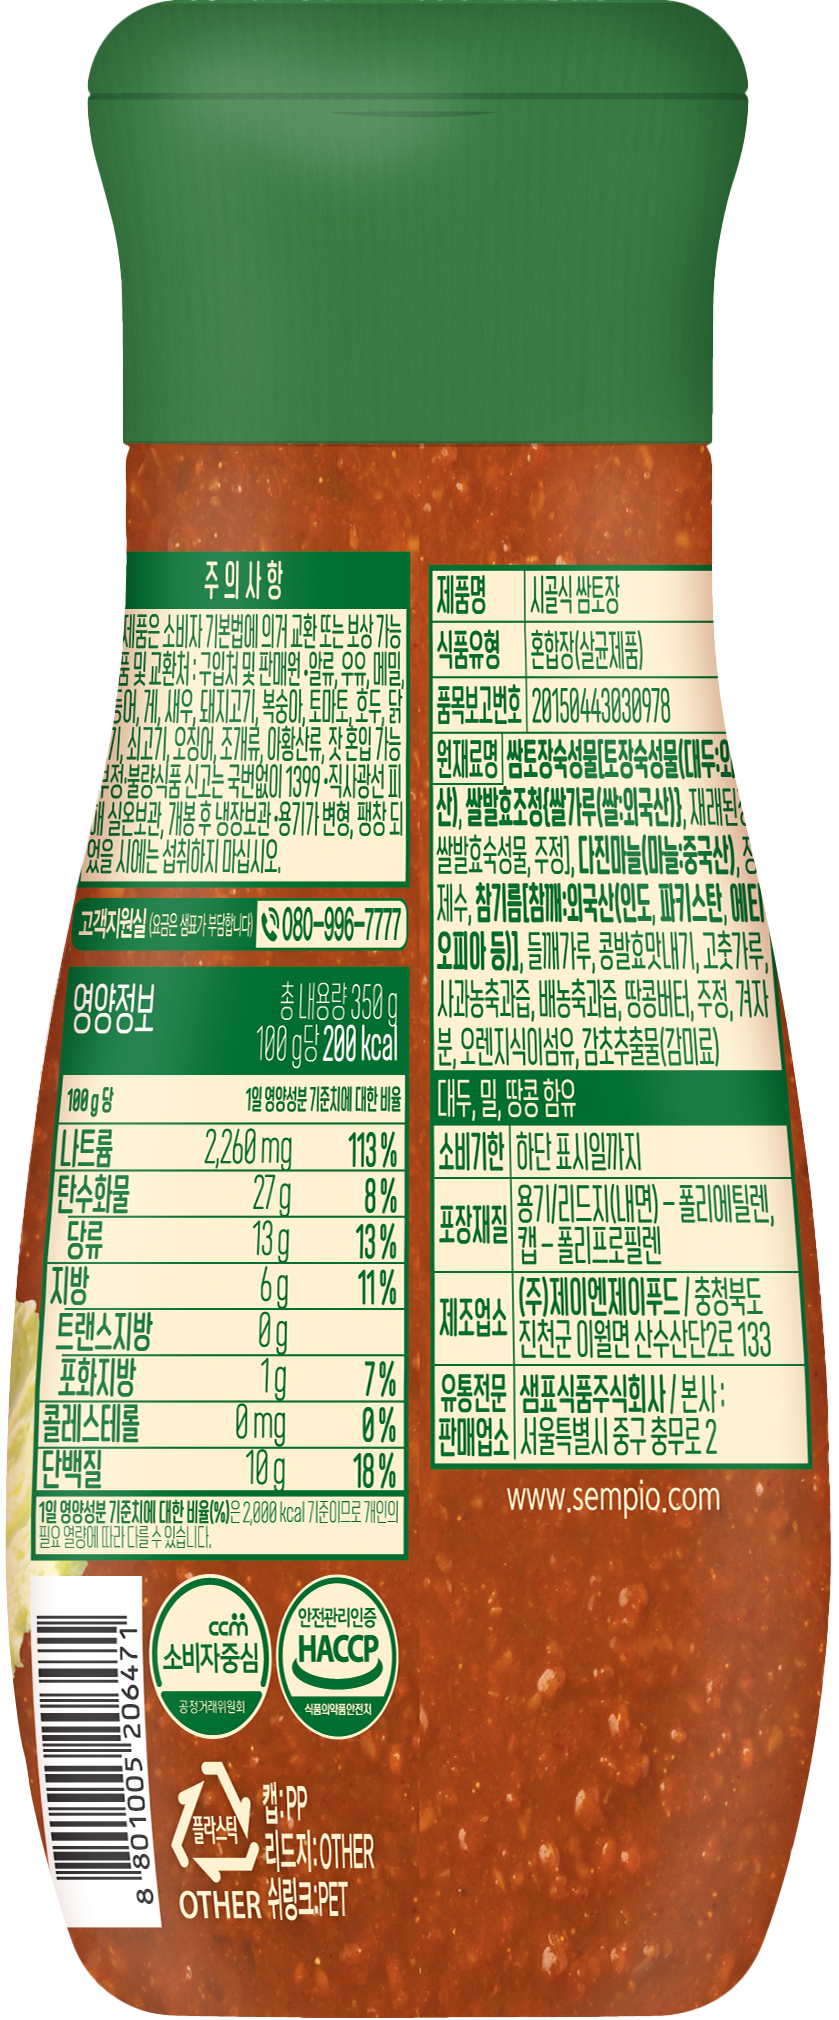 주의사항
제품은 소비자 기본법에 의거 교환 또는 보상 가능
품 및 교환처 : 구입처 및 판매원 •알류, 우유, 메밀,
게, 새우, 돼지고기, 복숭아, 토마토, 호두, 닭
기, 쇠고기, 오징어, 조개류, 아황산류, 잣 혼입 가능
부정·불량식품 신고는 국번없이 1399 •직사광선 피
해 실온보관, 개봉 후 냉장보관 •용기가 변형, 팽창 되
었을 시에는 섭취하지 마십시오.
고객지원실 (요금은 샘표가 부담합니다) 080-996-7777
영양정보
총 내용량 350 g
100 g당 200 kcal
100 g 당 1일 영양성분 기준치에 대한 비율
나트륨 2,260 mg 113 %
탄수화물 27 g 8 %
당류 13 g 13 %
지방 6 g 11 %
트랜스지방 0 g
포화지방 1 g 7 %
콜레스테롤 0 mg 0 %
단백질 10 g 18 %
1일 영양성분 기준치에 대한 비율(%)은 2,000 kcal 기준이므로 개인의
필요 열량에 따라 다를 수 있습니다.
제품명 시골식 쌈토장
식품유형 혼합장(살균제품)
품목보고번호 20150443030978
원재료명 쌈토장숙성물[토장숙성물(대두:외
산), 쌀발효조청{쌀가루(쌀:외국산)}, 재래된장
쌀발효숙성물, 주정], 다진마늘(마늘:중국산), 정
제수, 참기름[참깨:외국산(인도, 파키스탄, 에티
오피아 등)], 들깨가루, 콩발효맛내기, 고춧가루,
사과농축과즙, 배농축과즙, 땅콩버터, 주정, 겨자
분, 오렌지식이섬유, 감초추출물(감미료)
대두, 밀, 땅콩 함유
소비기한 하단 표시일까지
포장재질 용기/리드지(내면) – 폴리에틸렌,
캡 – 폴리프로필렌
제조업소 (주)제이엔제이푸드 / 충청북도
진천군 이월면 산수산단2로 133
유통전문 샘표식품주식회사 / 본사 :
판매업소 서울특별시 중구 충무로 2
www.sempio.com
8 801005 206471
ccm
소비자중심
공정거래위원회
안전관리인증
HACCP
식품의약품안전처
플라스틱
OTHER
캡:PP
리드지:OTHER
쉬링크:PET